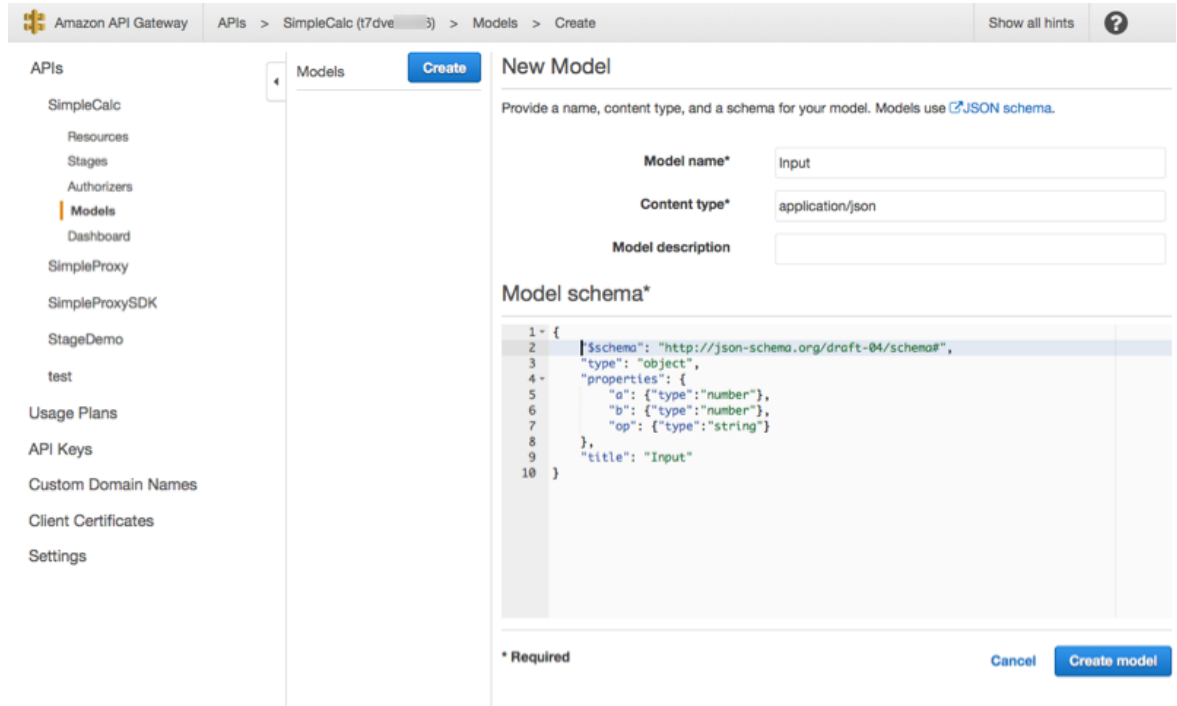 Amazon API Gateway APIs > SimpleCalc (t7dve 6) > Models > Create Show all hints ?
APIs
SimpleCalc
Resources
Stages
Authorizers
Models
Dashboard
SimpleProxy
SimpleProxySDK
StageDemo
test
Usage Plans
API Keys
Custom Domain Names
Client Certificates
Settings
Models Create
New Model
Provide a name, content type, and a schema for your model. Models use JSON schema.
Model name* Input
Content type* application/json
Model description
Model schema*
1 {
2 "$schema": "http://json-schema.org/draft-04/schema#",
3 "type": "object",
4 "properties": {
5 "a": {"type":"number"},
6 "b": {"type":"number"},
7 "op": {"type":"string"}
8 },
9 "title": "Input"
10 }
* Required
Cancel Create model